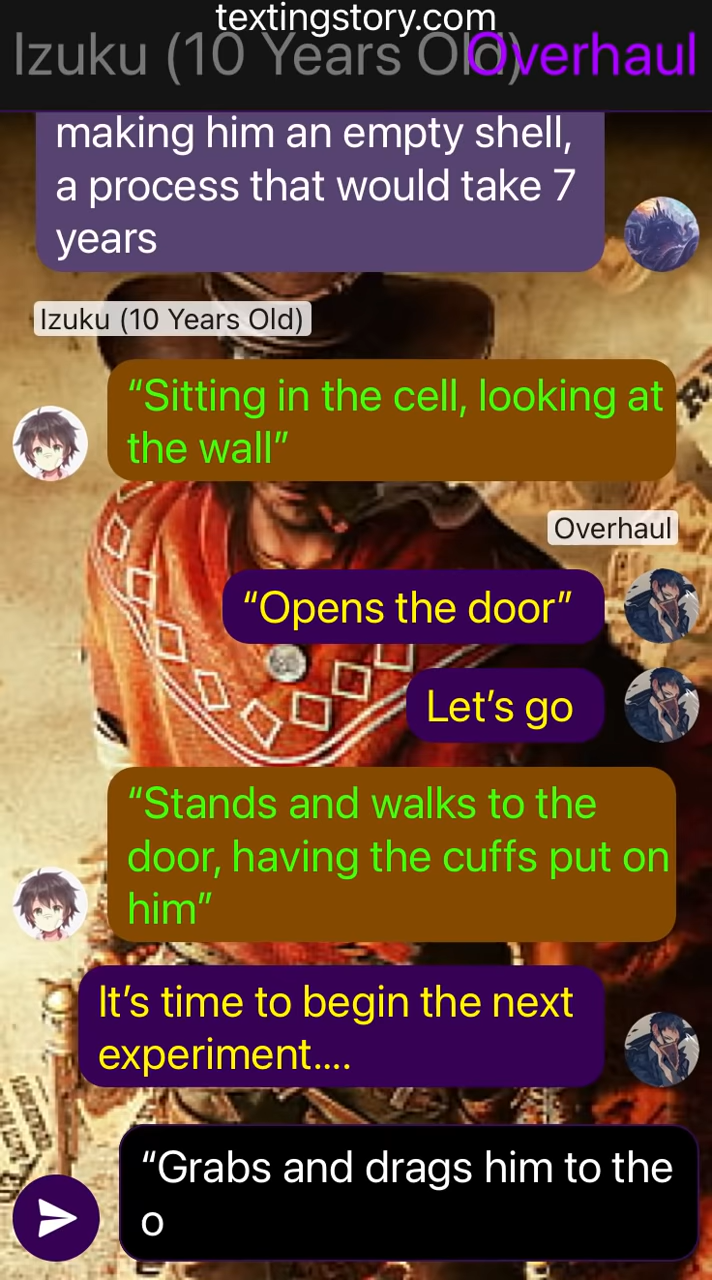 textingstory.com
Izuku (10 Years Old)
Overhaul
making him an empty shell,
a process that would take 7
years
Izuku (10 Years Old)
“Sitting in the cell, looking at
the wall”
Overhaul
“Opens the door”
Let’s go
“Stands and walks to the
door, having the cuffs put on
him”
It’s time to begin the next
experiment....
“Grabs and drags him to the
o